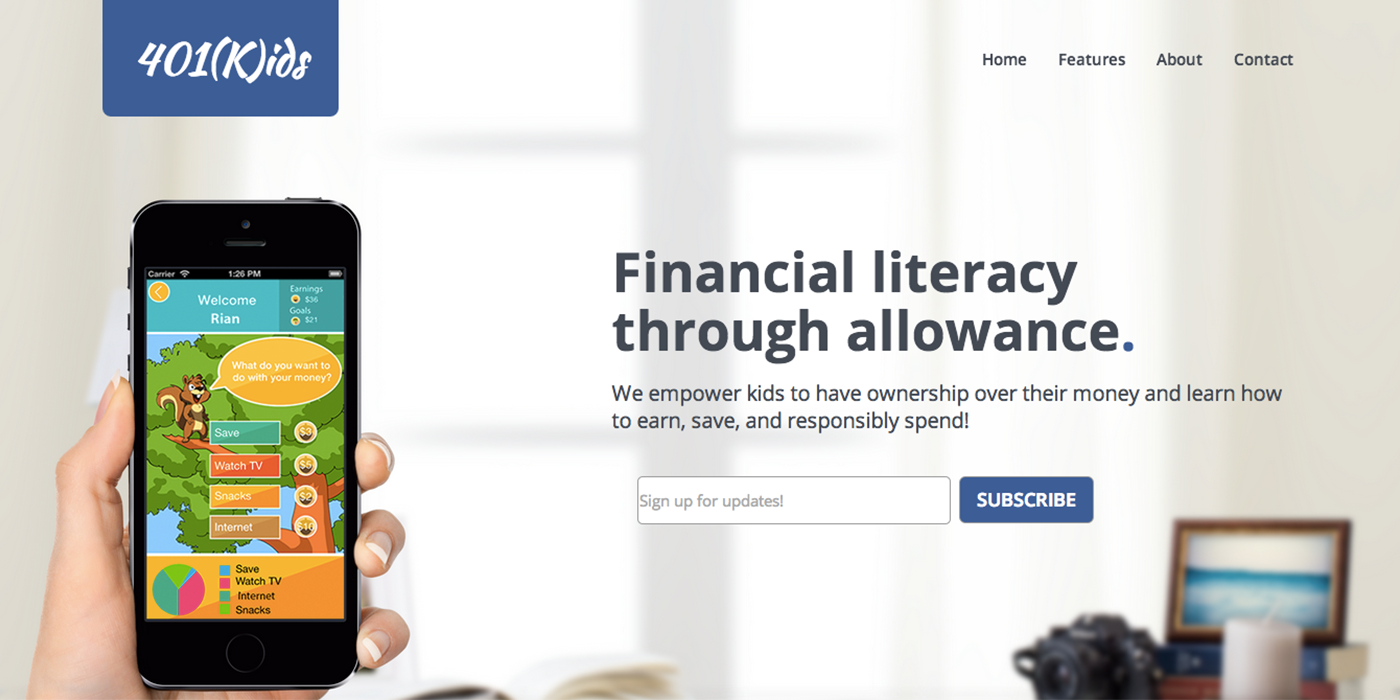 401(K)ids
Home Features About Contact
Carrier 1:26 PM
Welcome
Rian
Earnings
$36
Goals
$21
What do you want to
do with your money?
Save $3
Watch TV $5
Snacks $2
Internet $10
Save
Watch TV
Internet
Snacks
Financial literacy
through allowance.
We empower kids to have ownership over their money and learn how
to earn, save, and responsibly spend!
Sign up for updates!
SUBSCRIBE